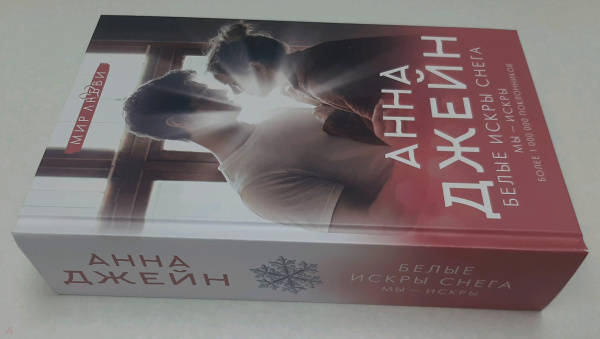 МИР ЛЮБВИ
АННА
ДЖЕЙН
БЕЛЫЕ ИСКРЫ СНЕГА
МЫ – ИСКРЫ
БОЛЕЕ 1 000 000 ПОКЛОННИКОВ
АННА
ДЖЕЙН
БЕЛЫЕ
ИСКРЫ СНЕГА
МЫ – ИСКРЫ